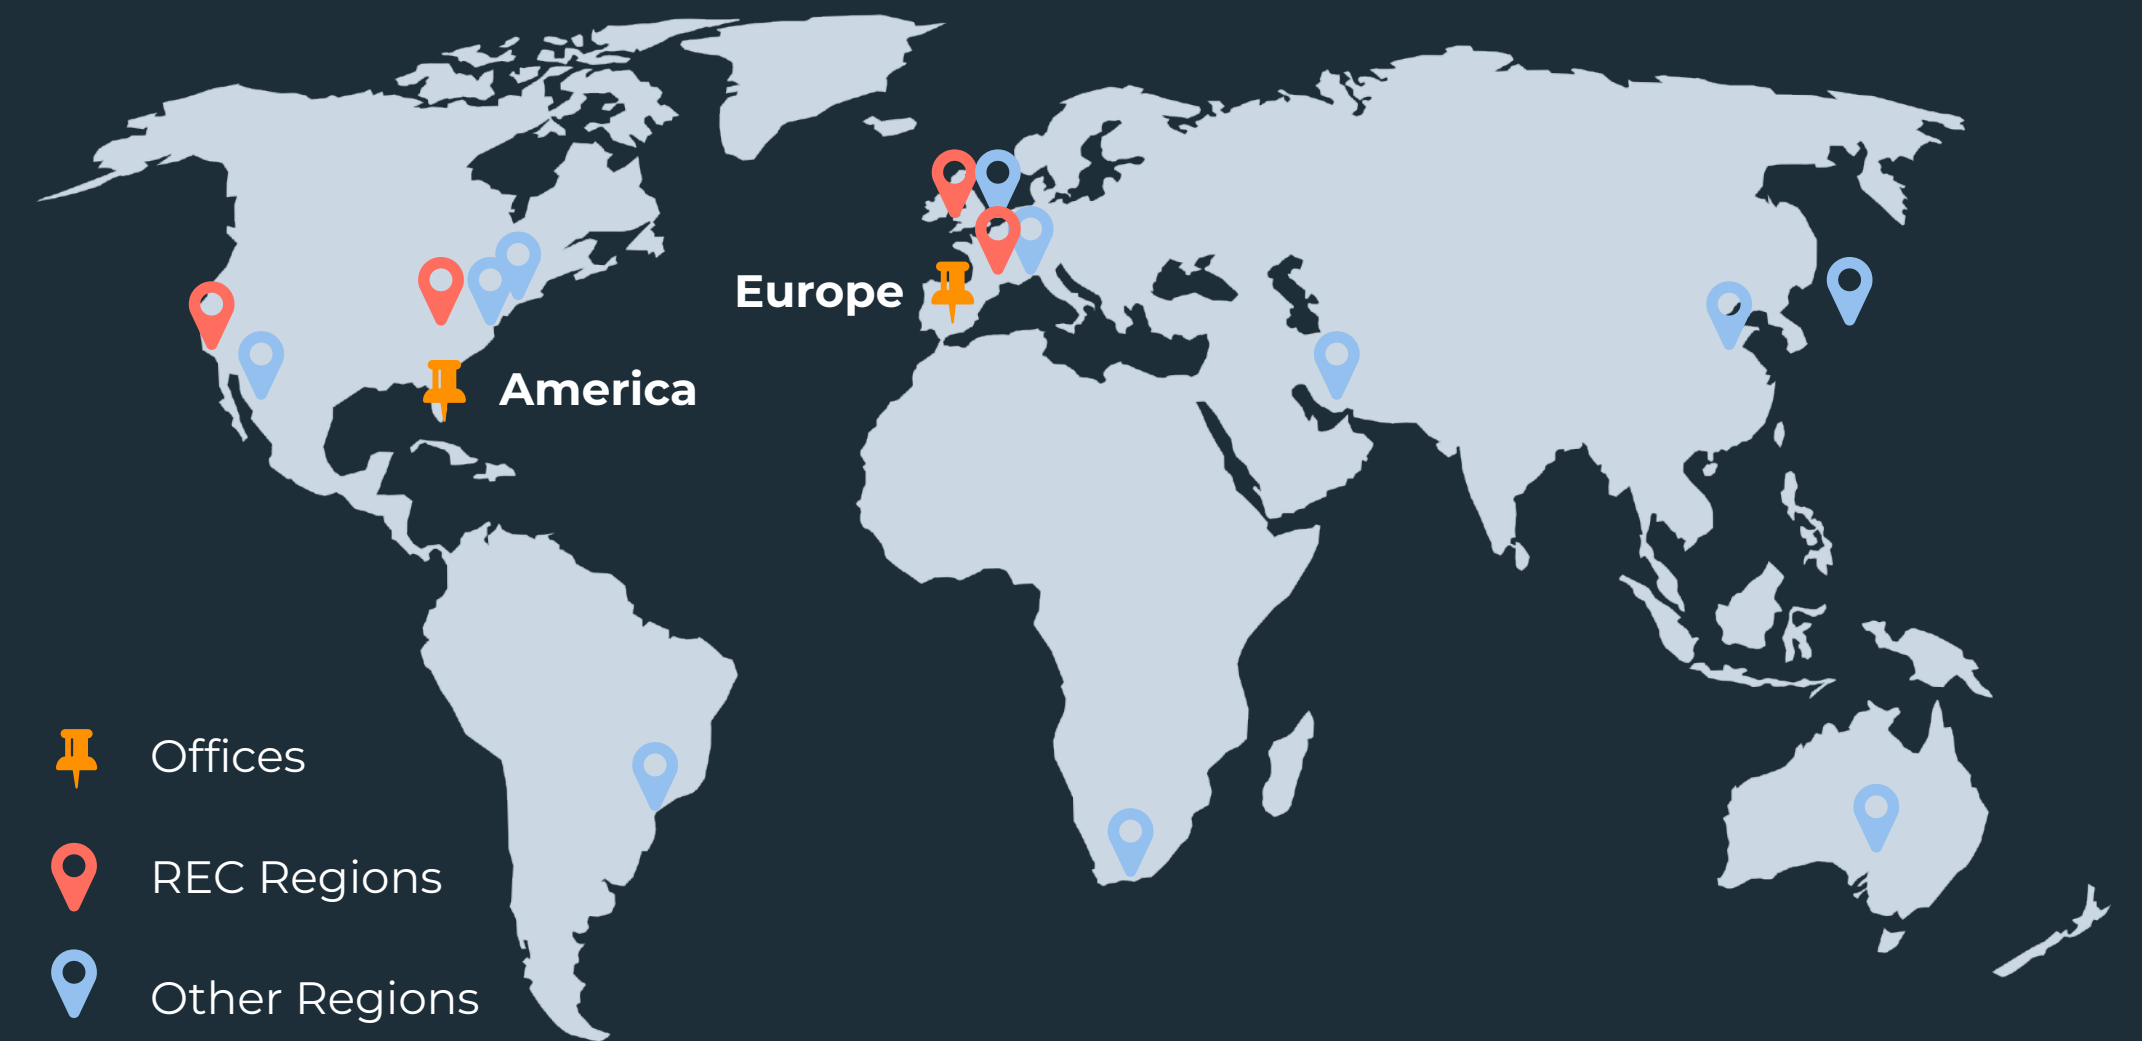 Europe
America
Offices
REC Regions
Other Regions